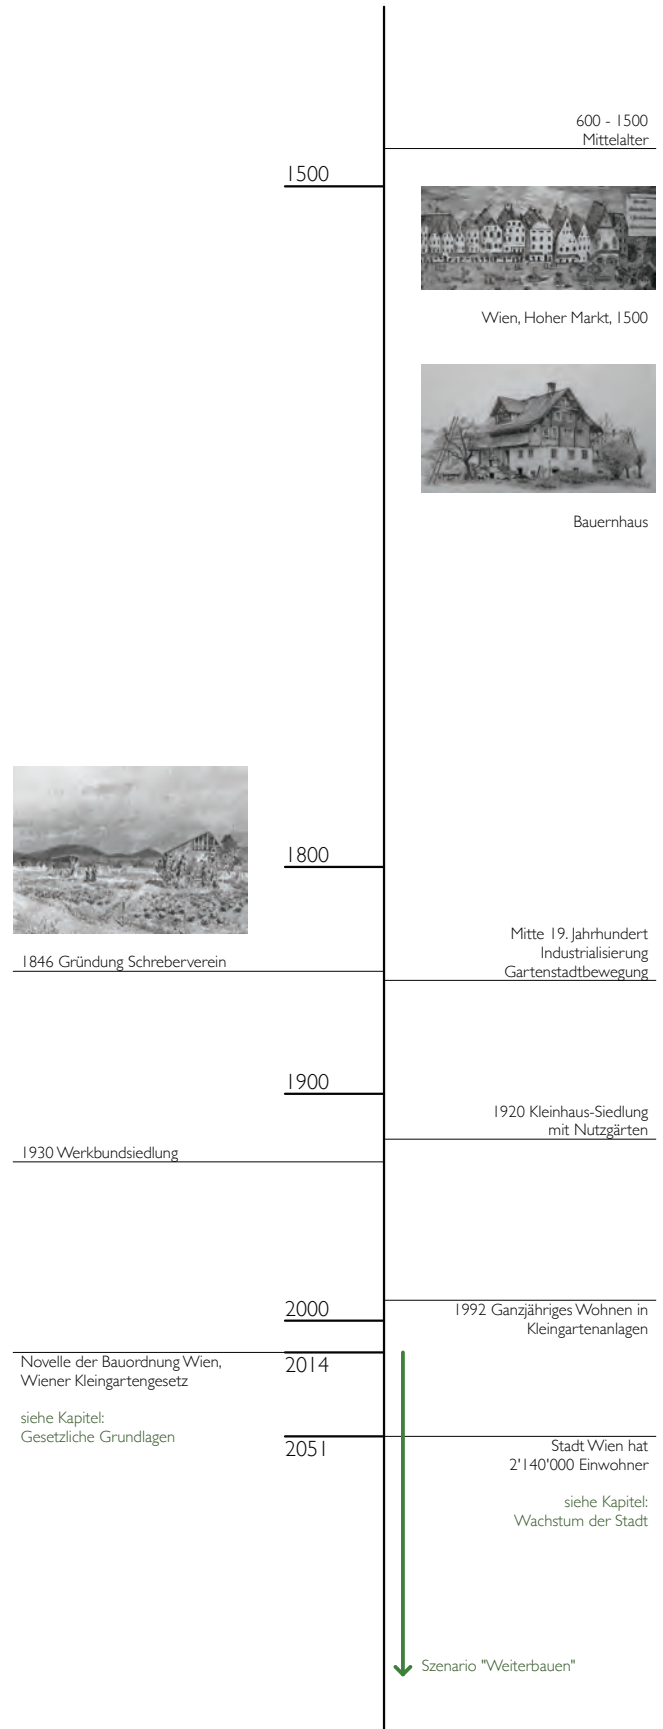 600 - 1500
Mittelalter
1500
Wien, Hoher Markt, 1500
Bauernhaus
1800
1846 Gründung Schreberverein
Mitte 19. Jahrhundert
Industrialisierung
Gartenstadtbewegung
1900
1920 Kleinhaus-Siedlung
mit Nutzgärten
1930 Werkbundsiedlung
2000
1992 Ganzjähriges Wohnen in
Kleingartenanlagen
2014
Novelle der Bauordnung Wien,
Wiener Kleingartengesetz
siehe Kapitel:
Gesetzliche Grundlagen
2051
Stadt Wien hat
2'140'000 Einwohner
siehe Kapitel:
Wachstum der Stadt
Szenario "Weiterbauen"